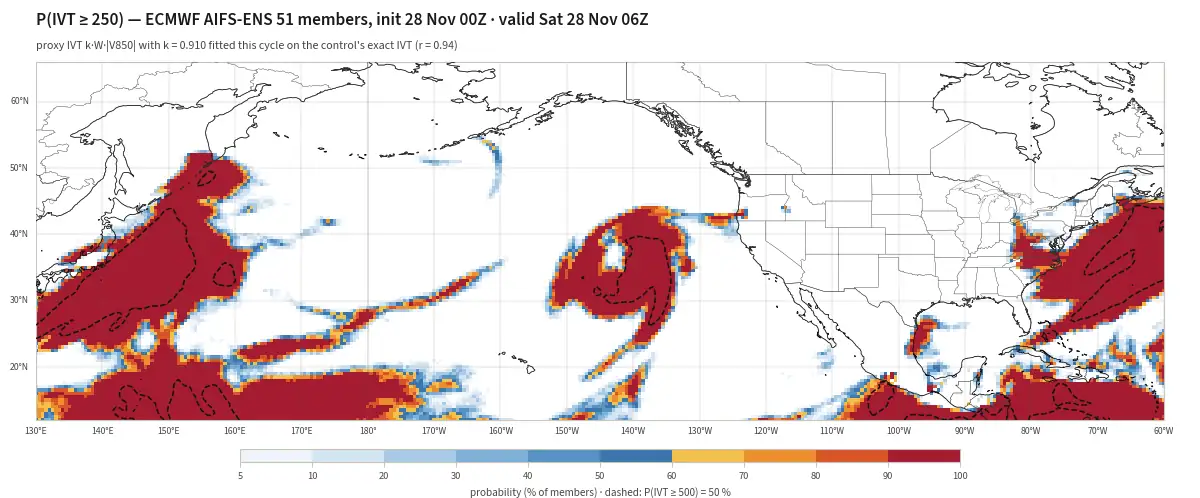 P(IVT ≥ 250) — ECMWF AIFS-ENS 51 members, init 28 Nov 00Z · valid Sat 28 Nov 06Z
proxy IVT k·W·|V850| with k = 0.910 fitted this cycle on the control's exact IVT (r = 0.94)
60°N
50°N
40°N
30°N
20°N
130°E 140°E 150°E 160°E 170°E 180° 170°W 160°W 150°W 140°W 130°W 120°W 110°W 100°W 90°W 80°W 70°W 60°W
5 10 20 30 40 50 60 70 80 90 100
probability (% of members) · dashed: P(IVT ≥ 500) = 50 %